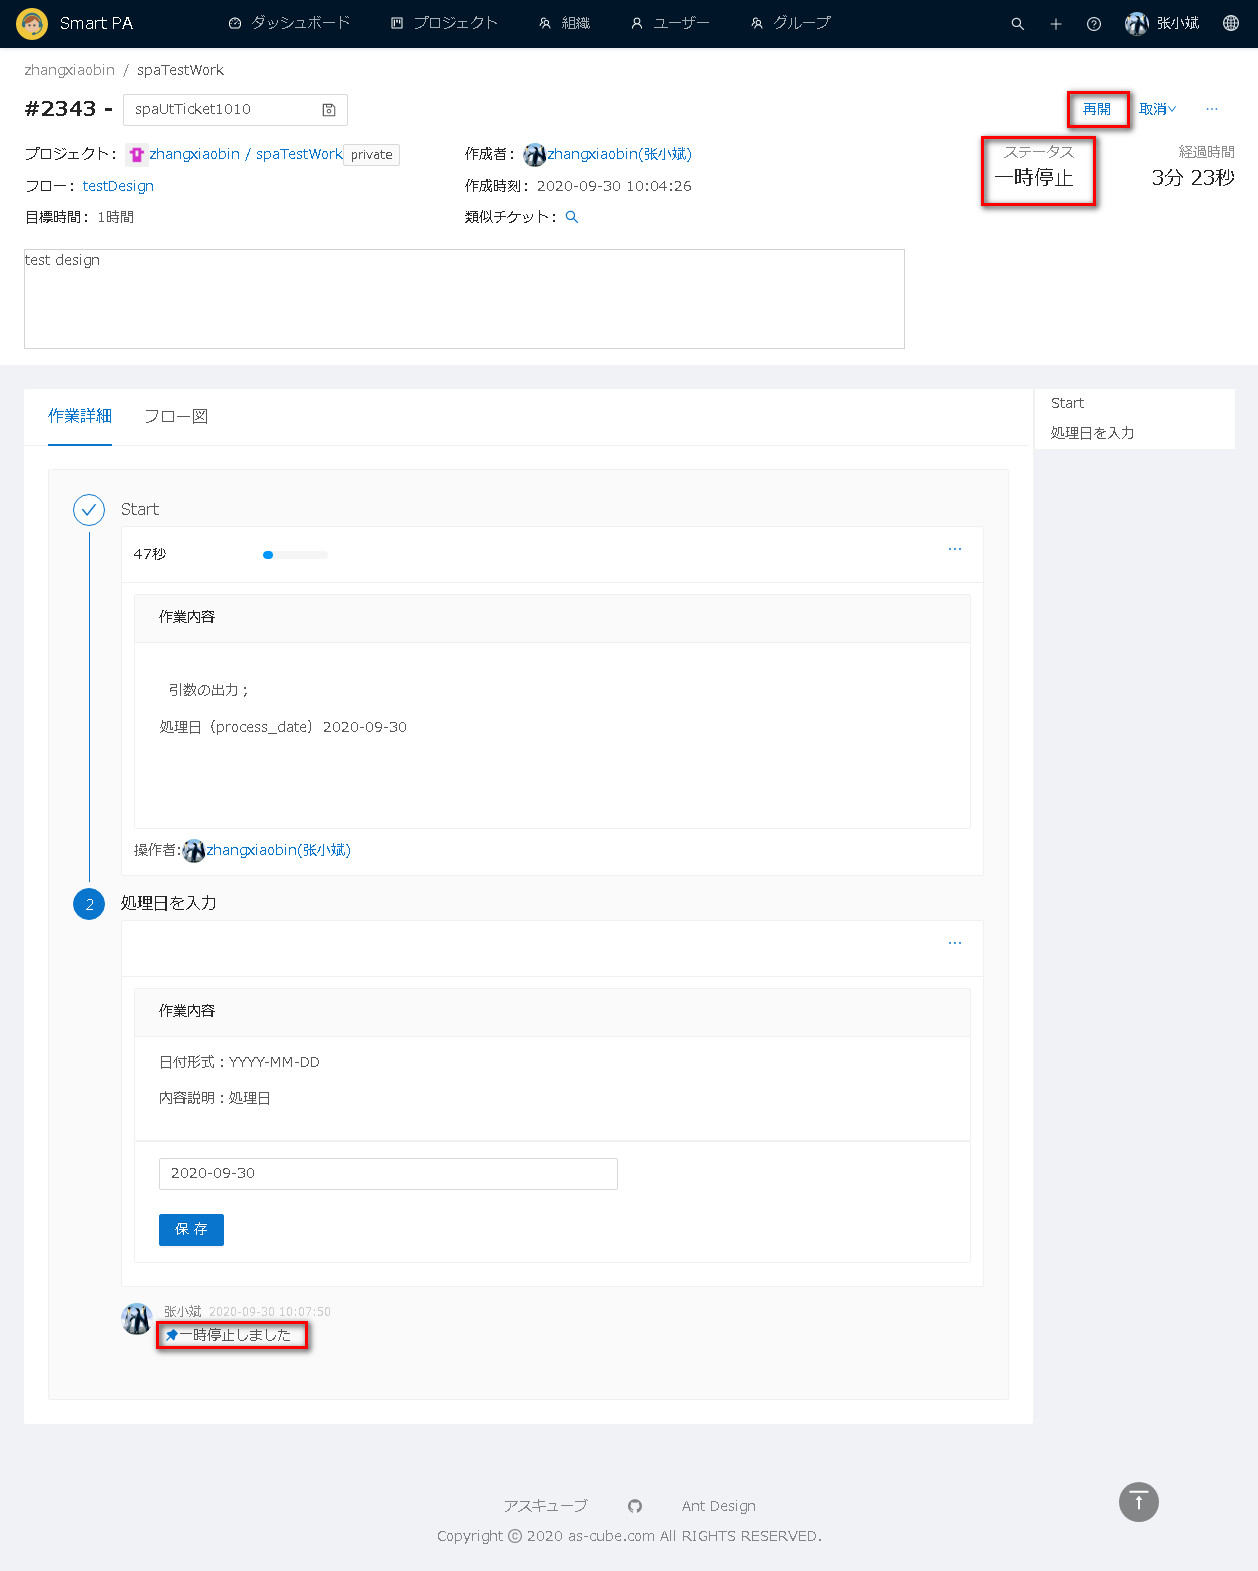 Smart PA ダッシュボード プロジェクト 組織 ユーザー グループ 张小斌
zhangxiaobin / spaTestWork
#2343 - spaUtTicket1010 再開 取消
プロジェクト： zhangxiaobin / spaTestWork private 作成者： zhangxiaobin(张小斌) ステータス 経過時間
一時停止 3分 23秒
フロー： testDesign 作成時刻： 2020-09-30 10:04:26
目標時間： 1時間 類似チケット：
test design
作業詳細 フロー図
Start
処理日を入力
Start
47秒
作業内容
引数の出力；
処理日（process_date）2020-09-30
操作者:zhangxiaobin(张小斌)
2 処理日を入力
作業内容
日付形式：YYYY-MM-DD
内容説明：処理日
2020-09-30
保 存
张小斌 2020-09-30 10:07:50
一時停止しました
アスキューブ Ant Design
Copyright © 2020 as-cube.com All RIGHTS RESERVED.